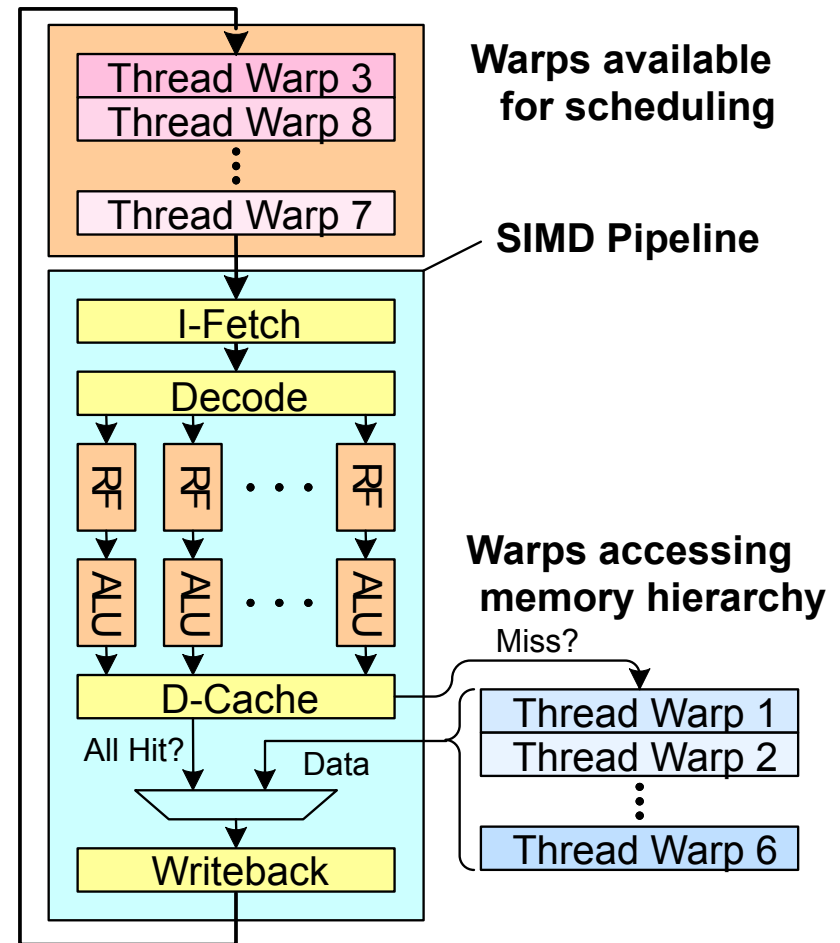 Thread Warp 3
Thread Warp 8
Thread Warp 7
Warps available
for scheduling
SIMD Pipeline
I-Fetch
Decode
RF
RF
RF
ALU
ALU
ALU
Warps accessing
memory hierarchy
Miss?
D-Cache
All Hit?
Data
Thread Warp 1
Thread Warp 2
Thread Warp 6
Writeback